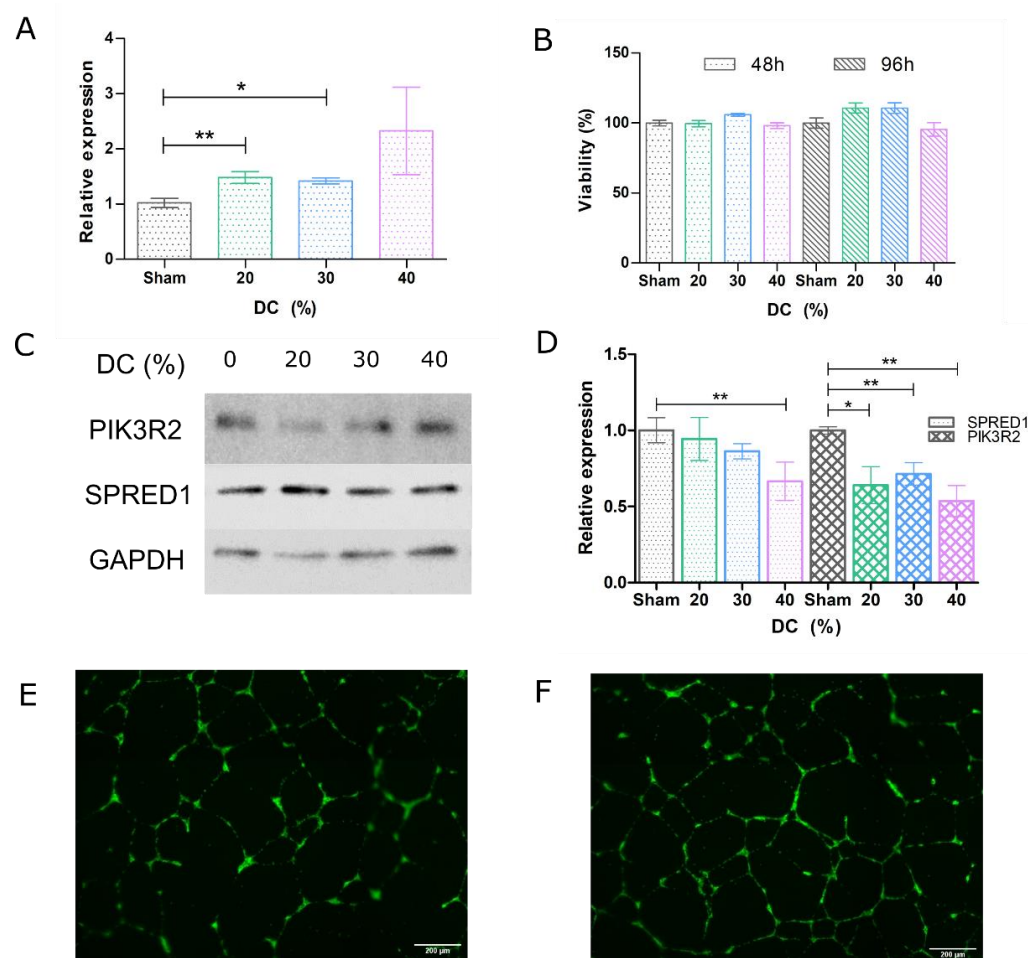 A
Relative expression
4
3
2
1
0
*
**
Sham 20 30 40
DC (%)
B
48h 96h
Viability (%)
150
100
50
0
Sham 20 30 40 Sham 20 30 40
DC (%)
C
DC (%) 0 20 30 40
PIK3R2
SPRED1
GAPDH
D
Relative expression
1.5
1.0
0.5
0.0
**
**
**
*
SPRED1
PIK3R2
Sham 20 30 40 Sham 20 30 40
DC (%)
E
200 µm
F
200 µm